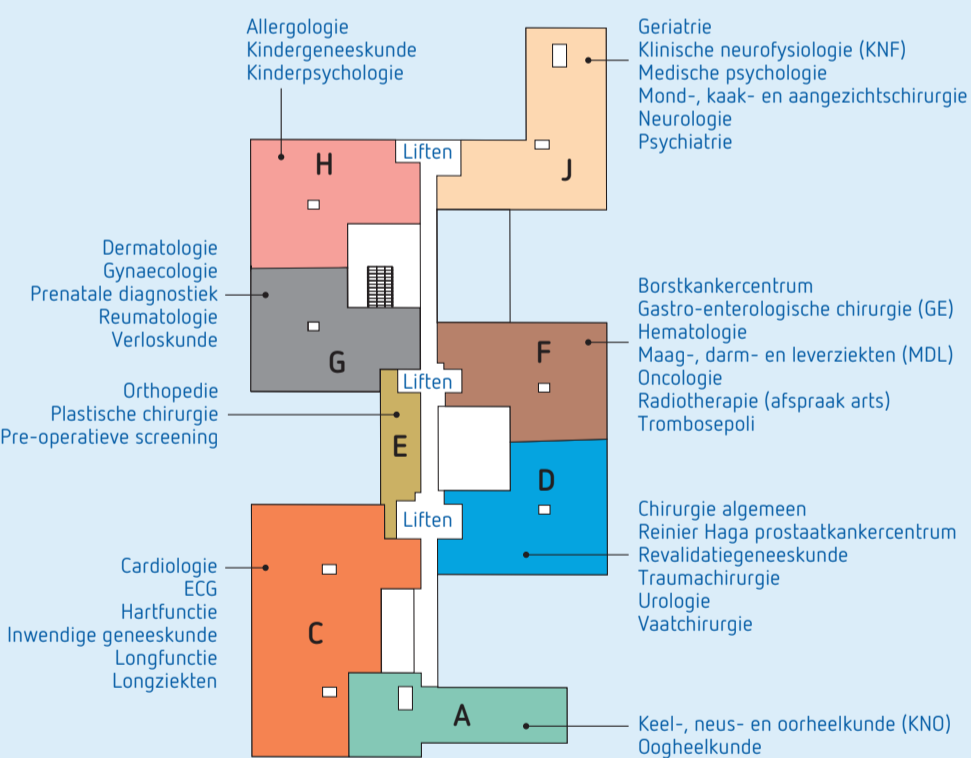 Allergologie
Kindergeneeskunde
Kinderpsychologie
Geriatrie
Klinische neurofysiologie (KNF)
Medische psychologie
Mond-, kaak- en aangezichtschirurgie
Neurologie
Psychiatrie
Liften
H
J
Dermatologie
Gynaecologie
Prenatale diagnostiek
Reumatologie
Verloskunde
G
Borstkankercentrum
Gastro-enterologische chirurgie (GE)
Hematologie
Maag-, darm- en leverziekten (MDL)
Oncologie
Radiotherapie (afspraak arts)
Trombosepoli
F
Liften
Orthopedie
Plastische chirurgie
Pre-operatieve screening
E
D
Liften
Chirurgie algemeen
Reinier Haga prostaatkankercentrum
Revalidatiegeneeskunde
Traumachirurgie
Urologie
Vaatchirurgie
Cardiologie
ECG
Hartfunctie
Inwendige geneeskunde
Longfunctie
Longziekten
C
A
Keel-, neus- en oorheelkunde (KNO)
Oogheelkunde